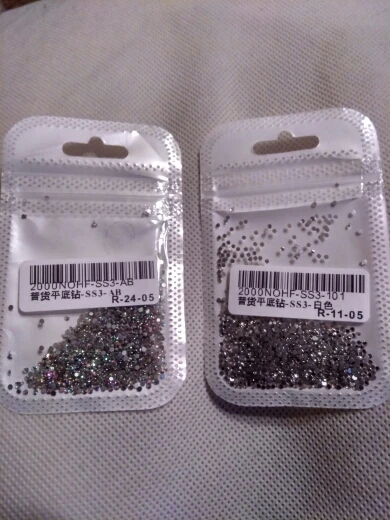 2000NOHF-SS3-AB
普货平底钻-SS3- AB
R-24-05
2000NOHF-SS3-101
普货平底钻-SS3-白色
R-11-05